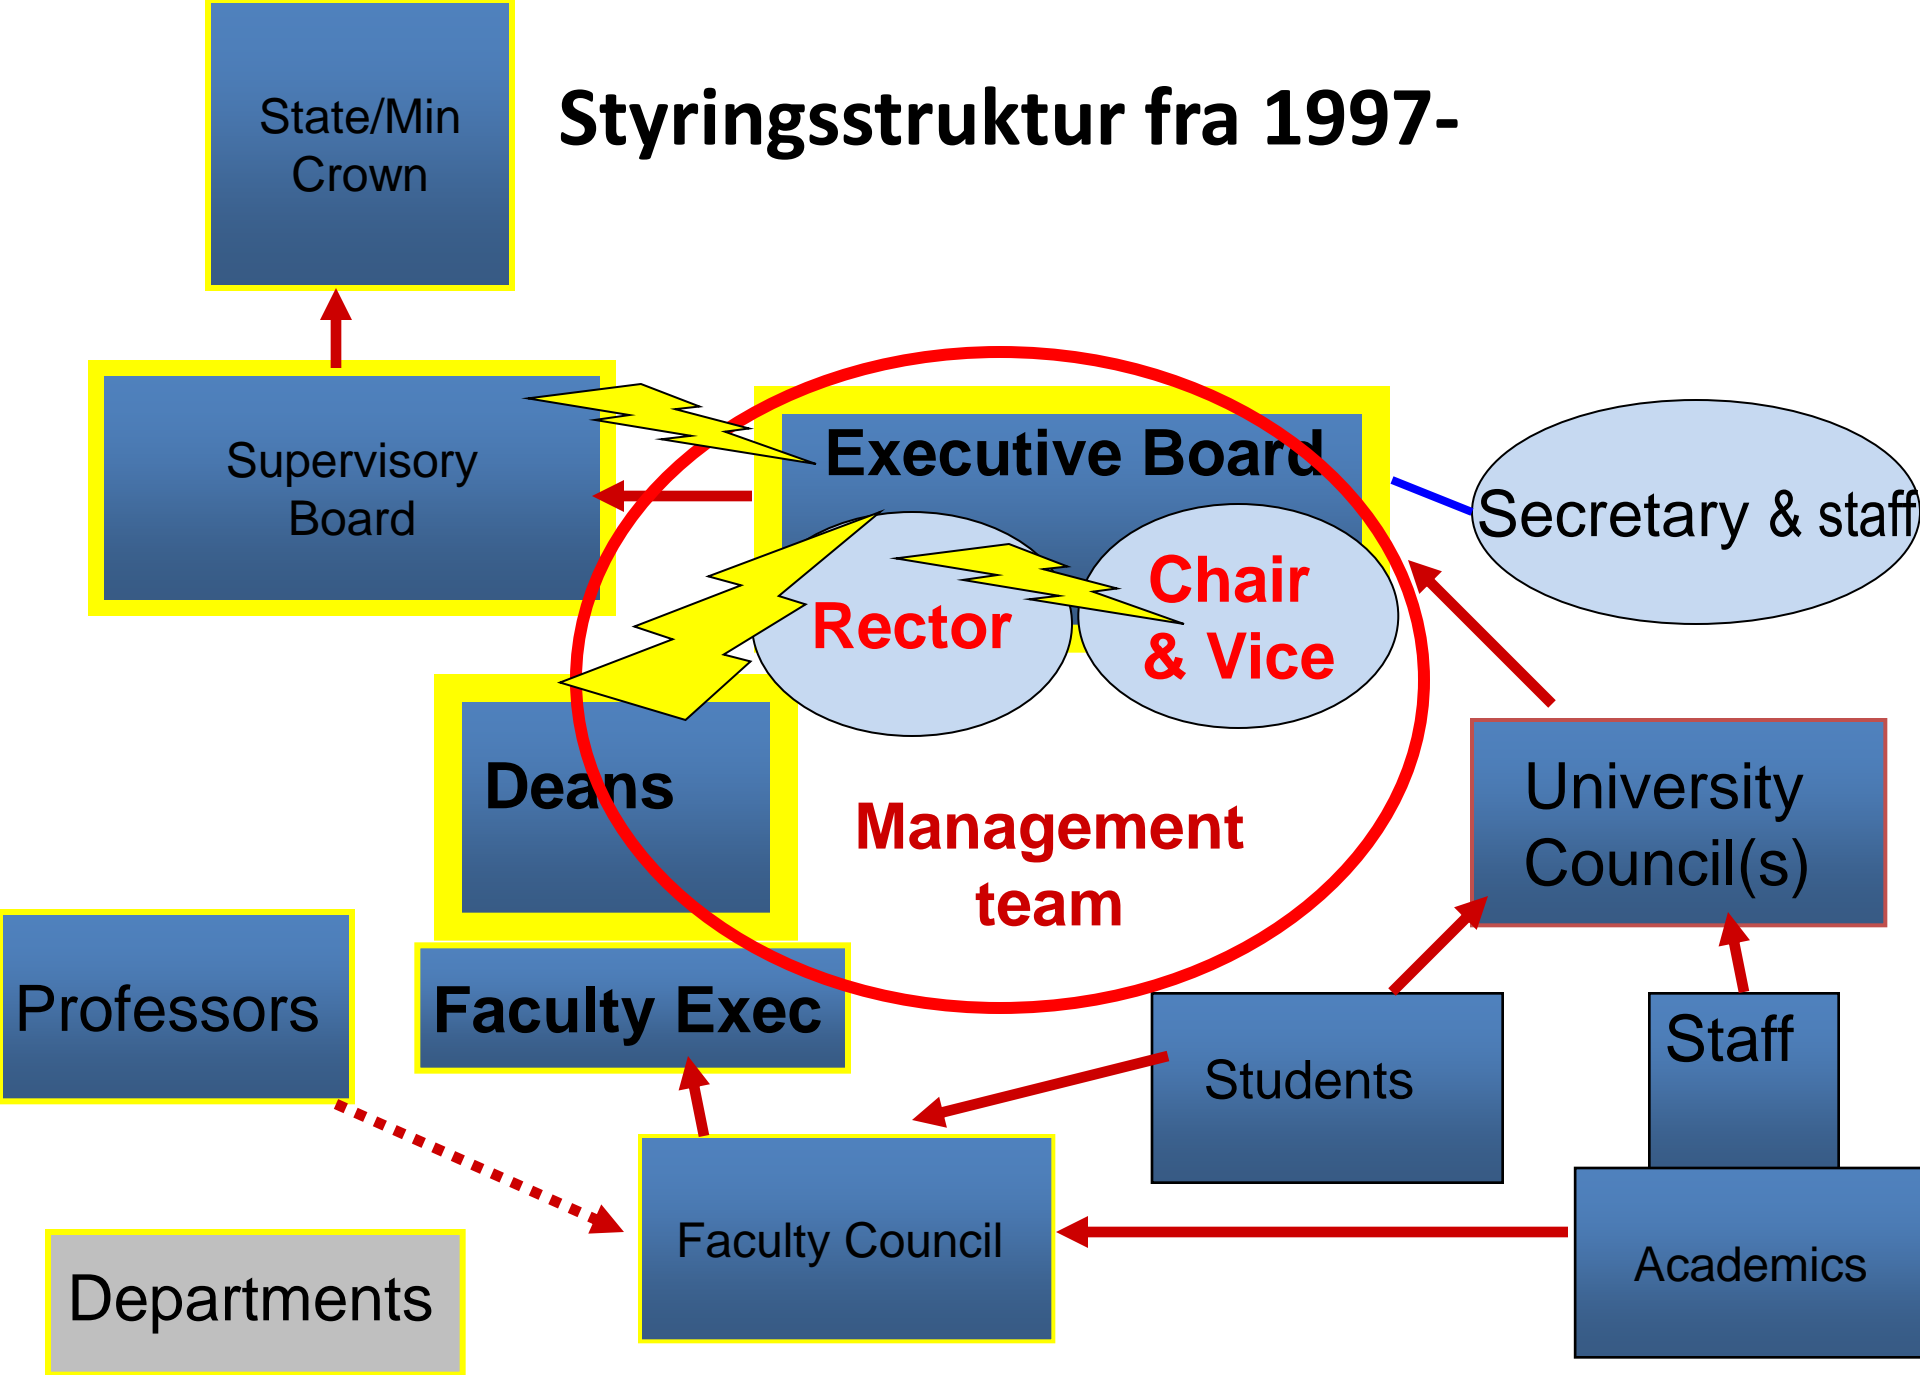 Styringsstruktur fra 1997-
State/Min
Crown
Supervisory
Board
Executive Board
Secretary & staff
Rector
Chair
& Vice
Deans
Management
team
University
Council(s)
Professors
Faculty Exec
Students
Staff
Faculty Council
Academics
Departments